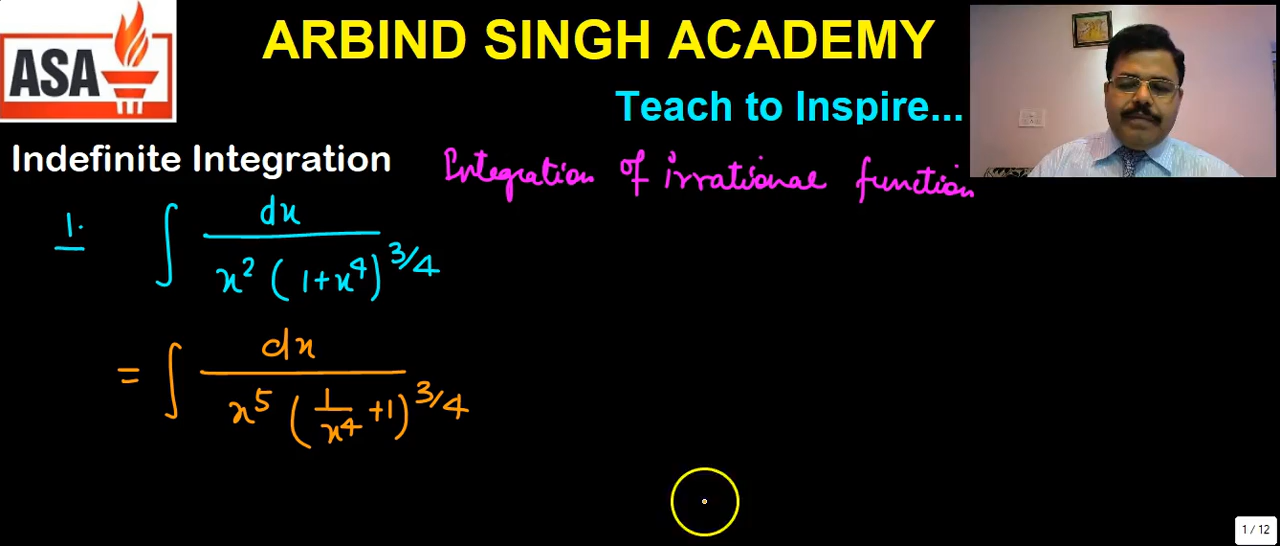 ASA
ARBIND SINGH ACADEMY
Teach to Inspire...
Indefinite Integration
Integration of irrational function
1. ∫ dx / x² (1+x⁴)^3/4
= ∫ dx / x⁵ (1/x⁴ +1)^3/4
1 / 12